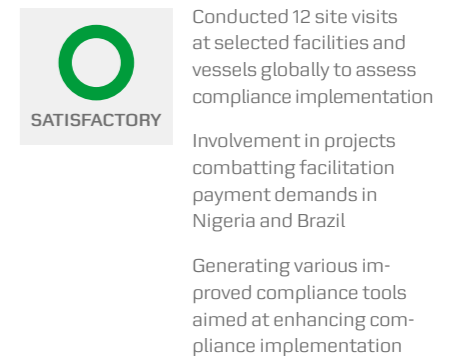 SATISFACTORY
Conducted 12 site visits
at selected facilities and
vessels globally to assess
compliance implementation
Involvement in projects
combatting facilitation
payment demands in
Nigeria and Brazil
Generating various im-
proved compliance tools
aimed at enhancing com-
pliance implementation